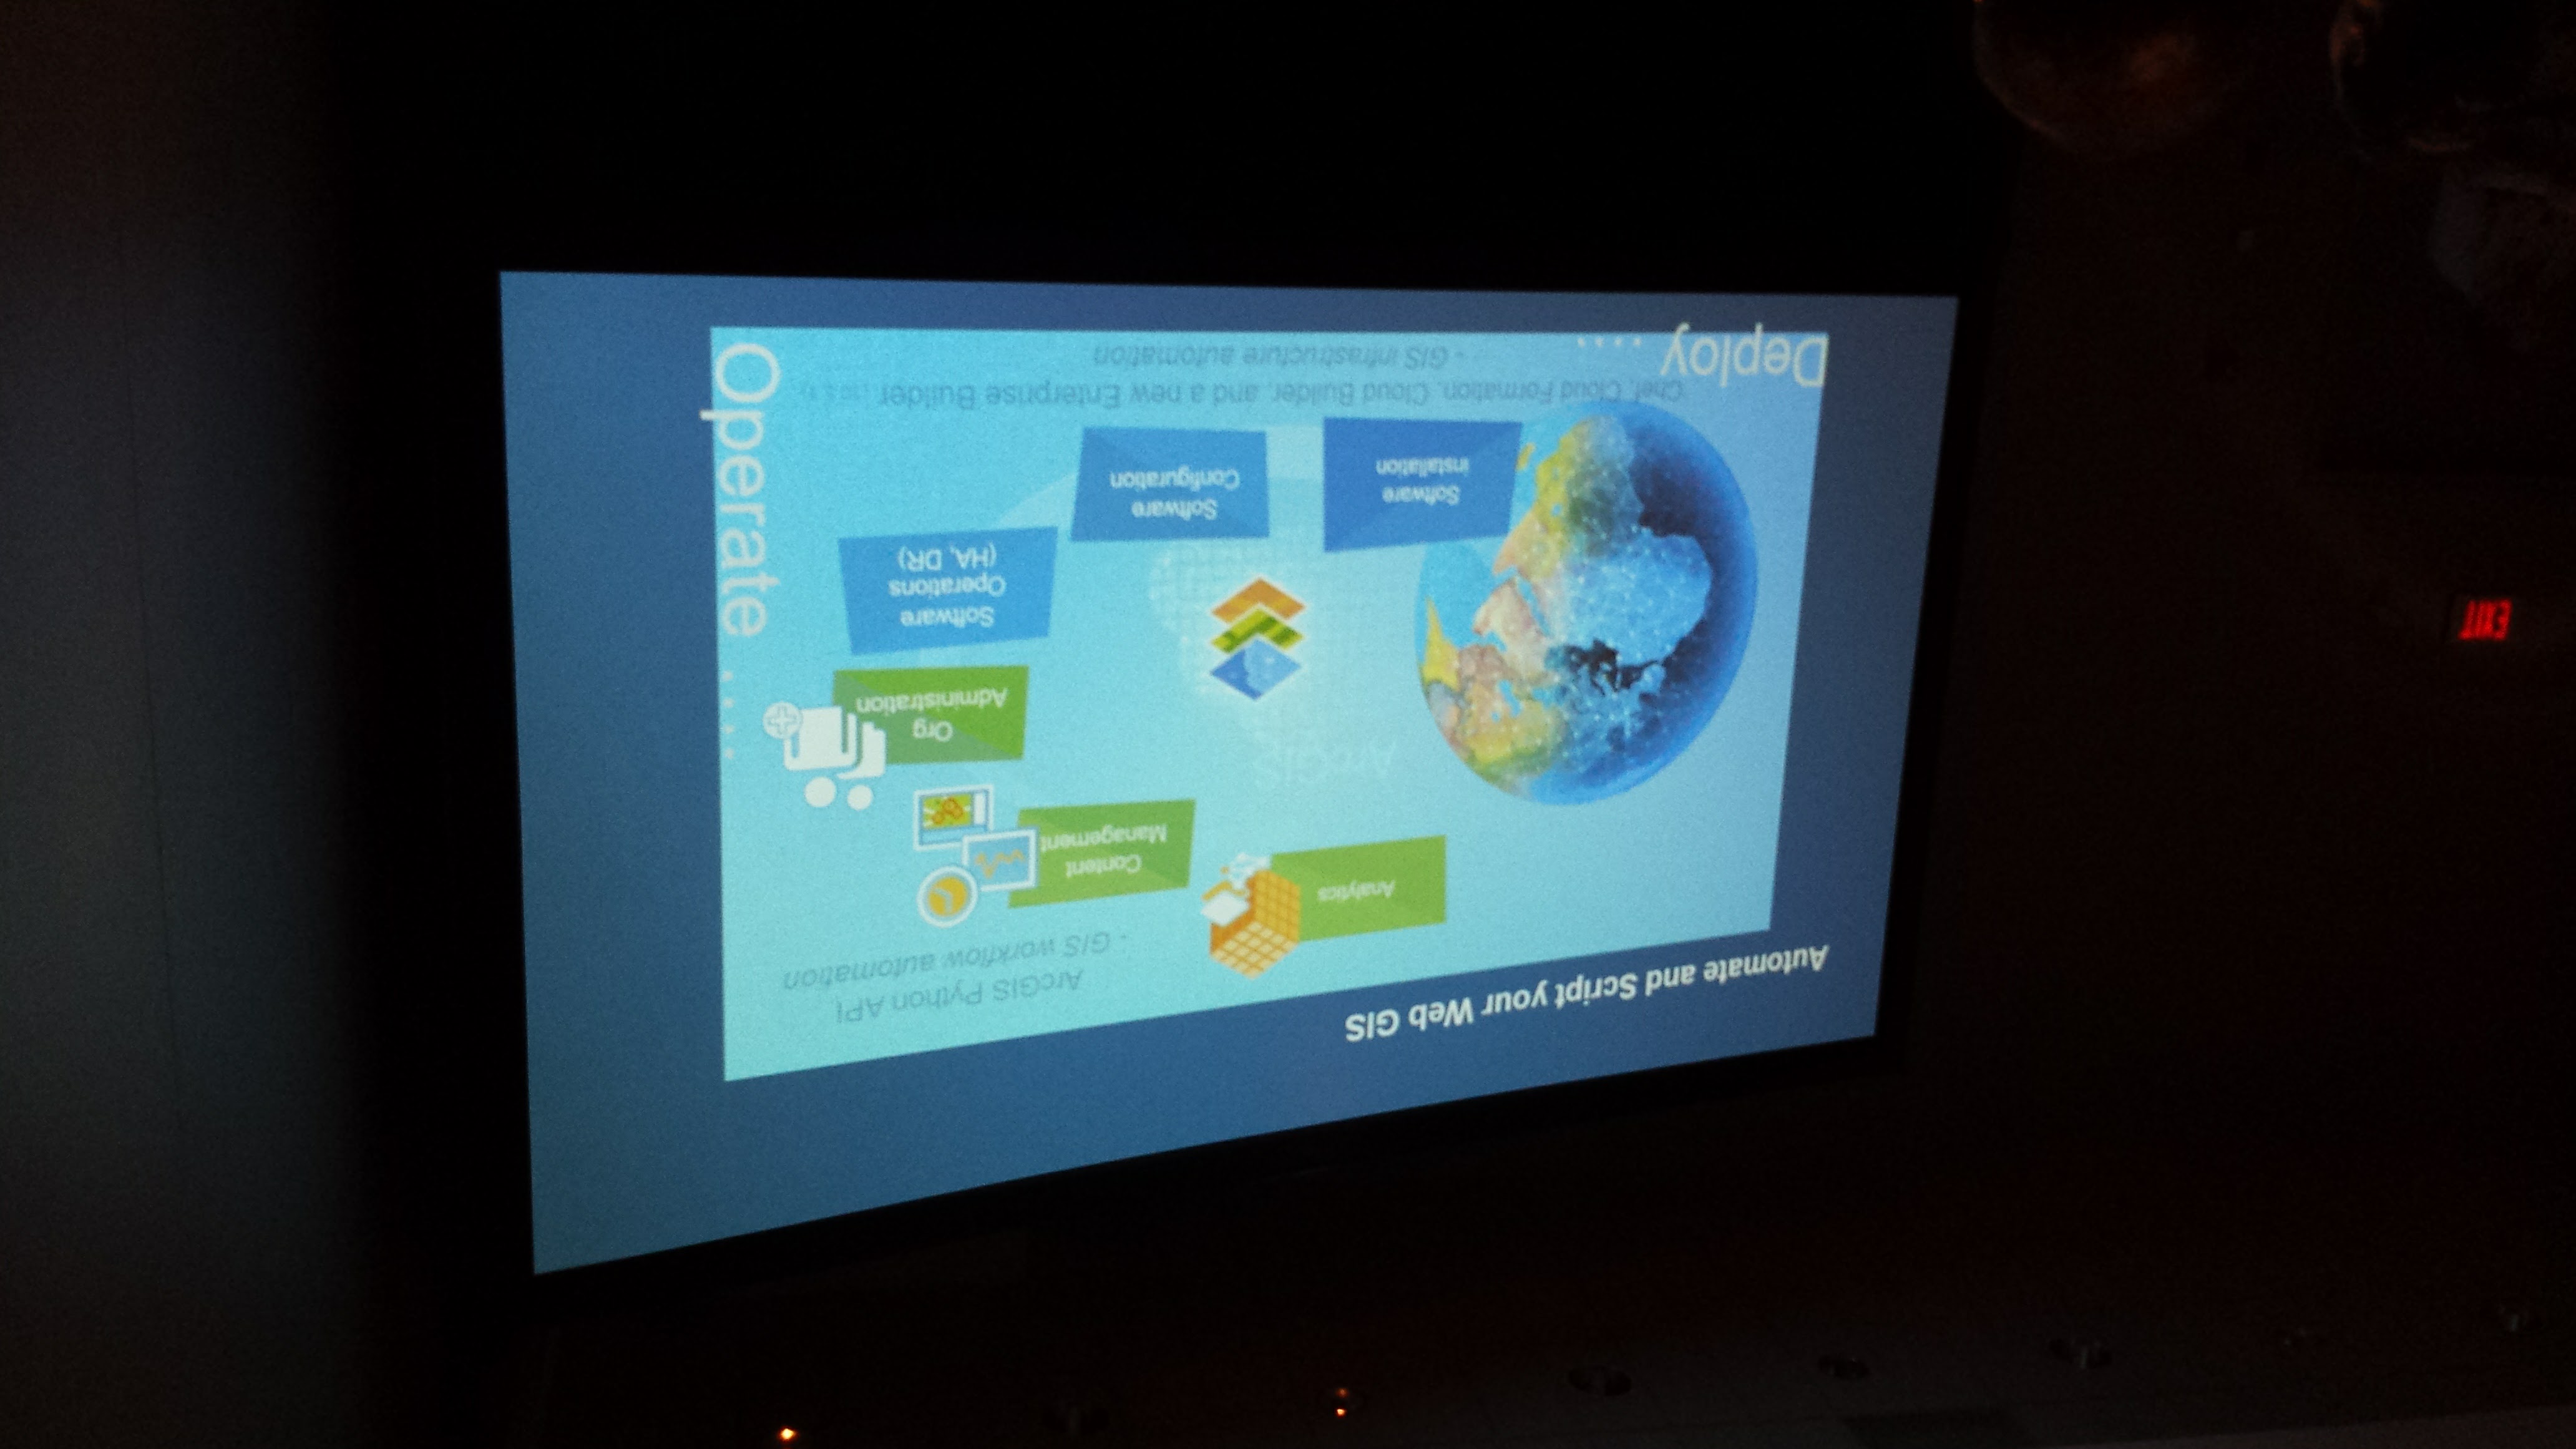 Automate and Script your Web GIS
ArcGIS Python API
- GIS workflow automation
Analytics
Content
Management
ArcGIS
Org
Administration
Software
Operations
(HA, DR)
Software
installation
Software
Configuration
Operate ....
Chef, Cloud Formation, Cloud Builder, and a new Enterprise Builder
- GIS infrastructure automation
Deploy ....
EXIT